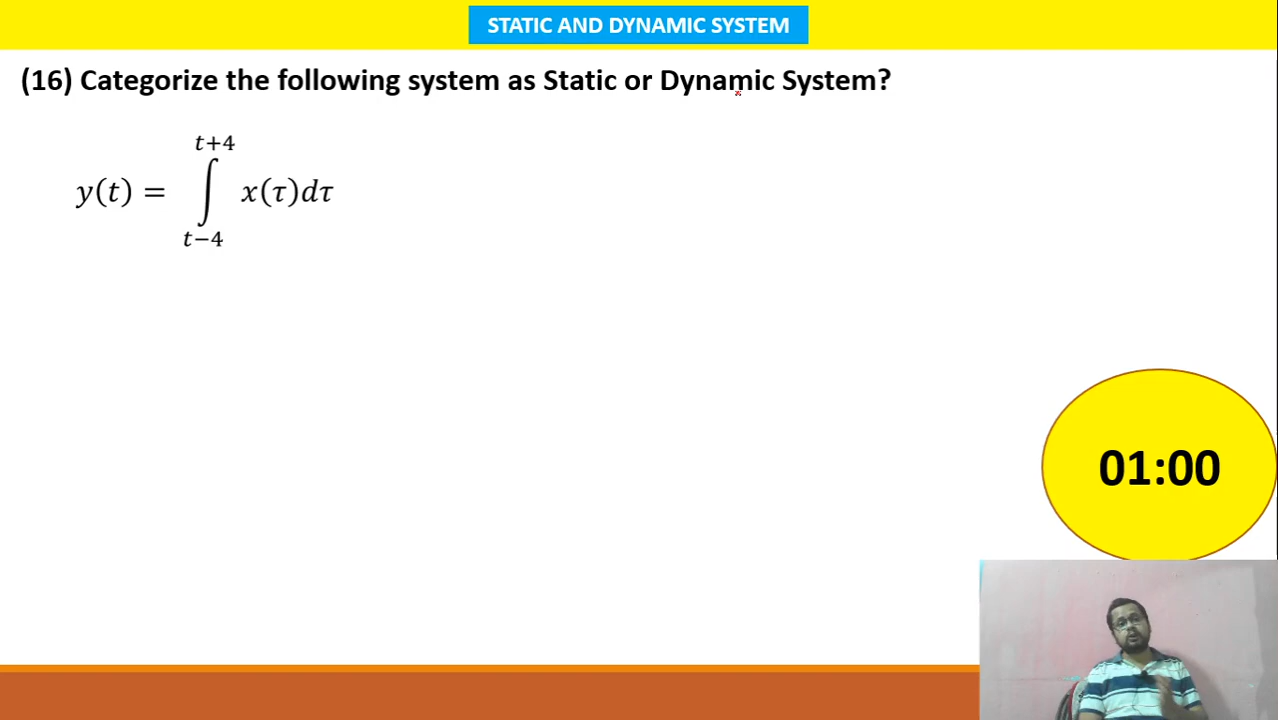 STATIC AND DYNAMIC SYSTEM
(16) Categorize the following system as Static or Dynamic System?
t+4
y(t) = ∫ x(τ)dτ
t−4
01:00